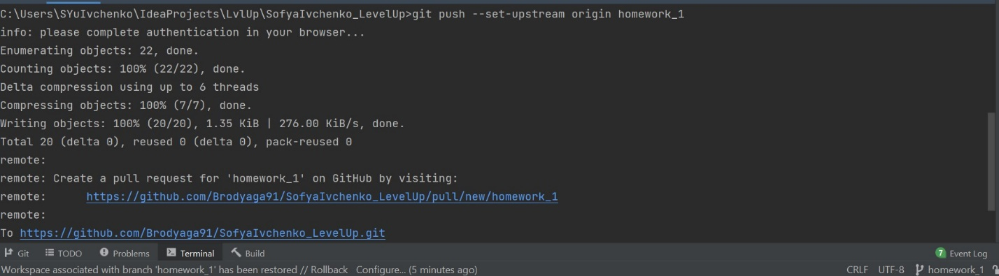 C:\Users\SYuIvchenko\IdeaProjects\LvlUp\SofyaIvchenko_LevelUp>git push --set-upstream origin homework_1
info: please complete authentication in your browser...
Enumerating objects: 22, done.
Counting objects: 100% (22/22), done.
Delta compression using up to 6 threads
Compressing objects: 100% (7/7), done.
Writing objects: 100% (20/20), 1.35 KiB | 276.00 KiB/s, done.
Total 20 (delta 0), reused 0 (delta 0), pack-reused 0
remote:
remote: Create a pull request for 'homework_1' on GitHub by visiting:
remote:      https://github.com/Brodyaga91/SofyaIvchenko_LevelUp/pull/new/homework_1
remote:
To https://github.com/Brodyaga91/SofyaIvchenko_LevelUp.git
Git TODO Problems Terminal Build 7 Event Log
Workspace associated with branch 'homework_1' has been restored // Rollback Configure... (5 minutes ago) CRLF UTF-8 homework_1